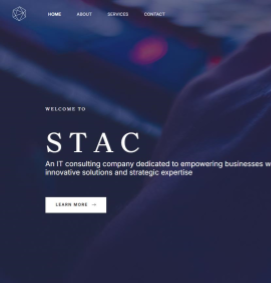 HOME ABOUT SERVICES CONTACT
WELCOME TO
STAC
An IT consulting company dedicated to empowering businesses w
innovative solutions and strategic expertise
LEARN MORE →